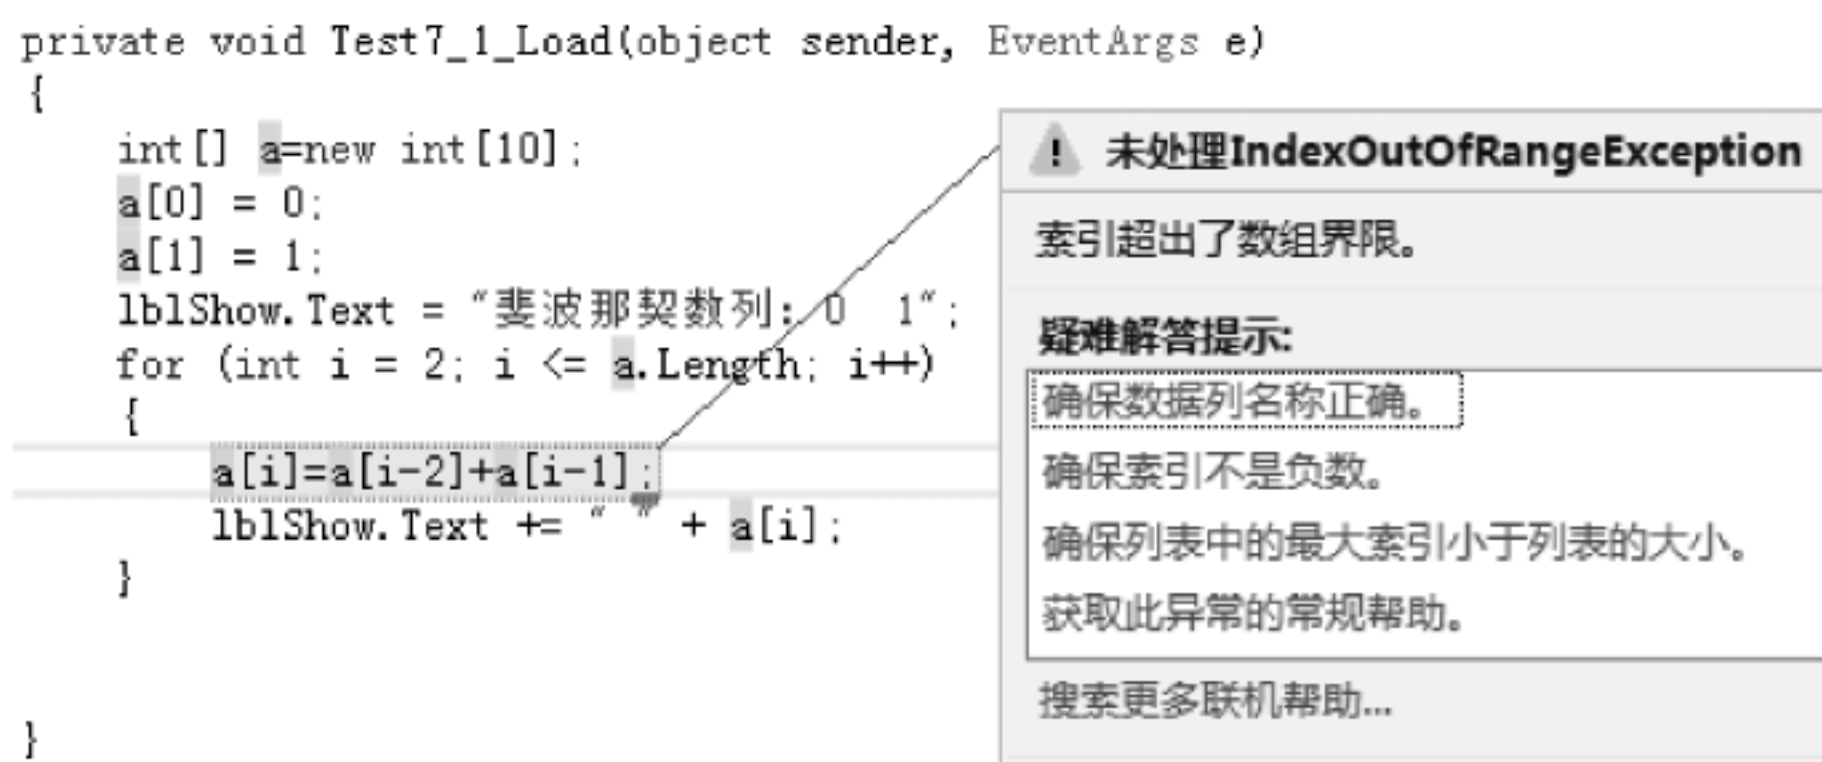 private void Test7_1_Load(object sender, EventArgs e)
{
int[] a=new int[10];
a[0] = 0;
a[1] = 1;
lblShow.Text = "斐波那契数列: 0  1";
for (int i = 2; i <= a.Length; i++)
{
a[i]=a[i-2]+a[i-1];
lblShow.Text += " " + a[i];
}
}
! 未处理IndexOutOfRangeException
索引超出了数组界限。
疑难解答提示:
确保数据列名称正确。
确保索引不是负数。
确保列表中的最大索引小于列表的大小。
获取此异常的常规帮助。
搜索更多联机帮助...